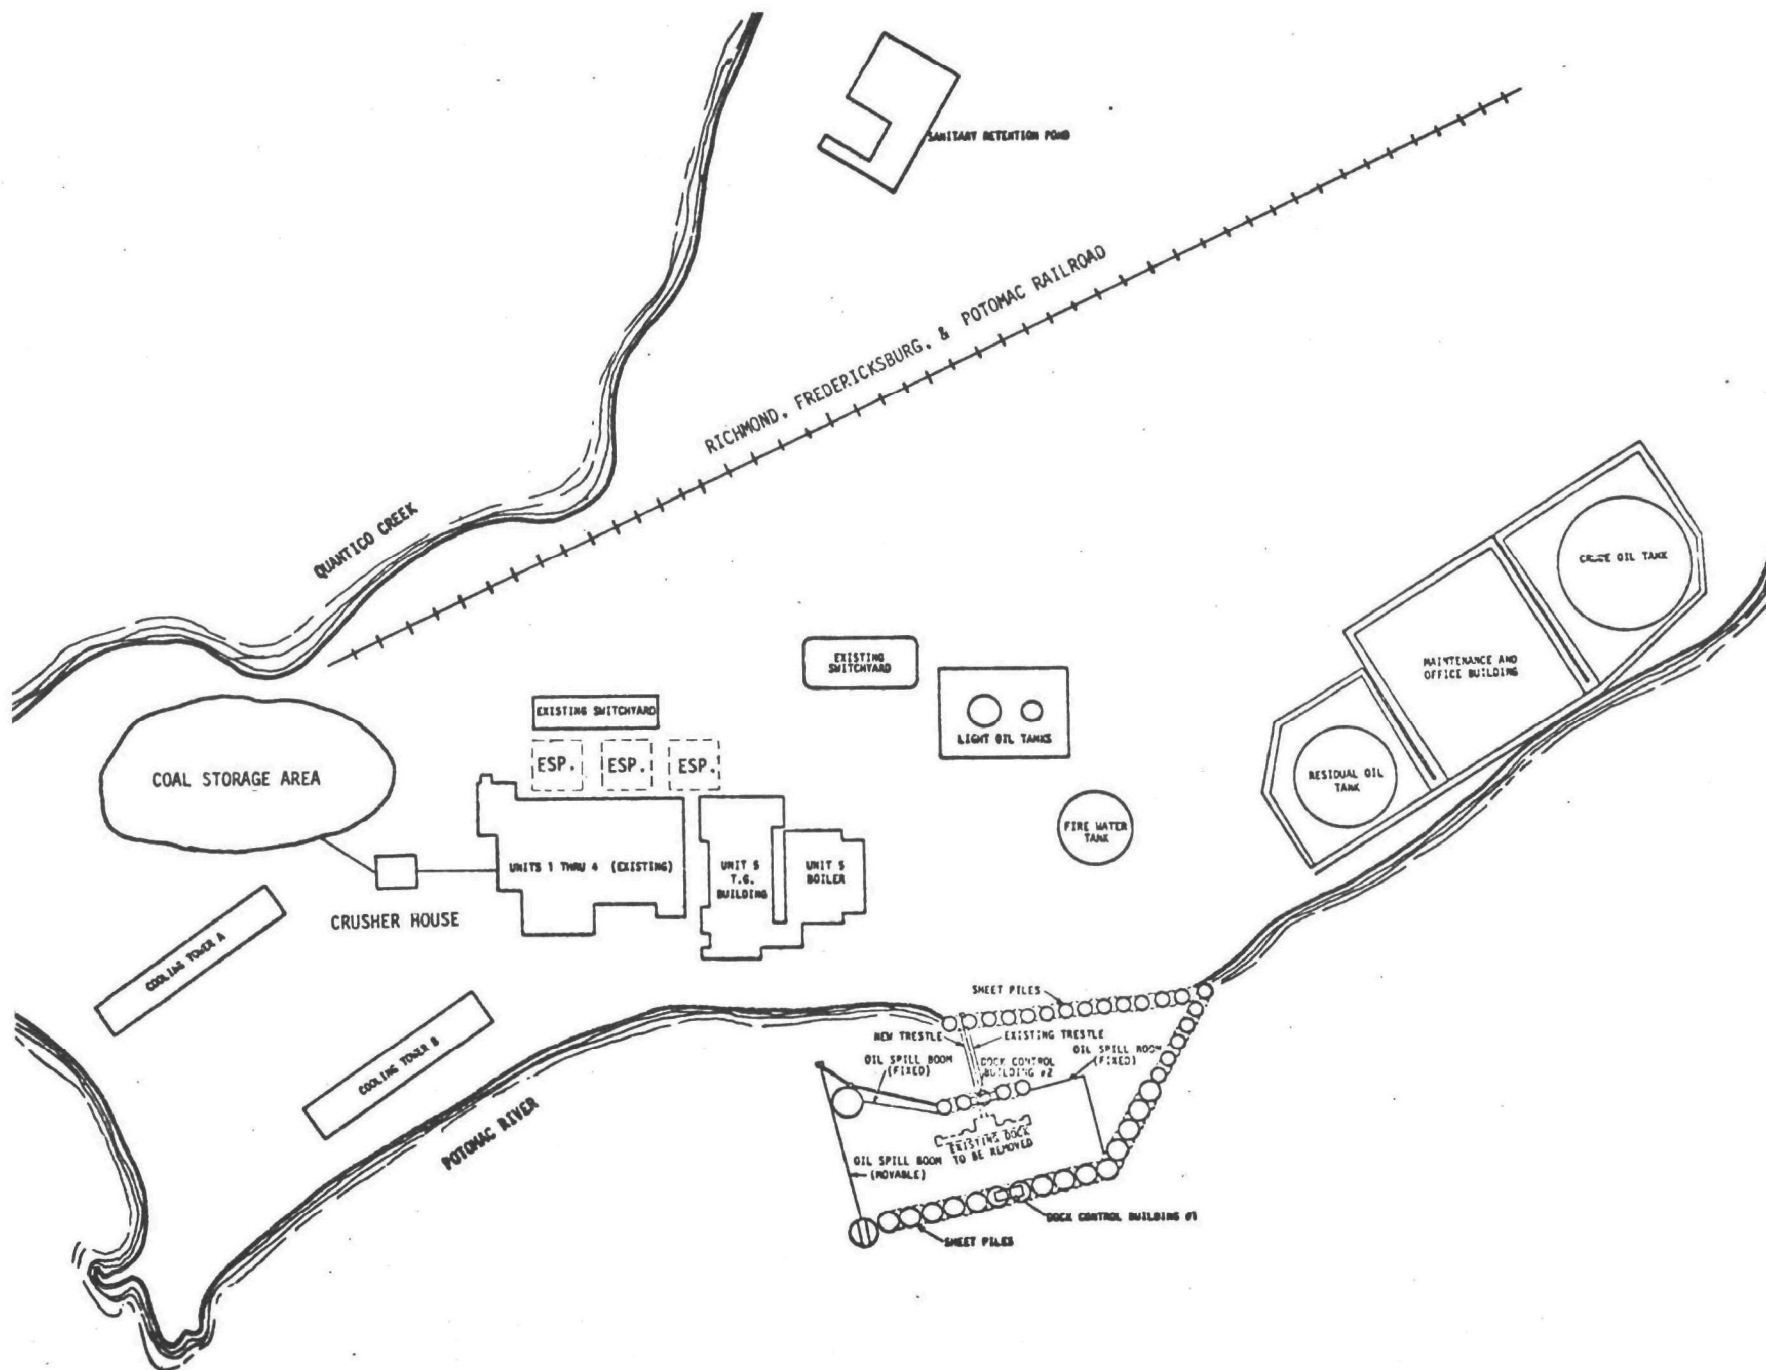 SANITARY RETENTION POND
RICHMOND, FREDERICKSBURG, & POTOMAC RAILROAD
QUANTICO CREEK
CRUDE OIL TANK
EXISTING
SWITCHYARD
MAINTENANCE AND
OFFICE BUILDING
EXISTING SWITCHYARD
LIGHT OIL TANKS
ESP.
ESP.
ESP.
COAL STORAGE AREA
RESIDUAL OIL
TANK
FIRE WATER
TANK
UNITS 1 THRU 4 (EXISTING)
UNIT 5
T.G.
BUILDING
UNIT 5
BOILER
CRUSHER HOUSE
COOLING TOWER A
SHEET PILES
NEW TRESTLE
EXISTING TRESTLE
COOLING TOWER B
OIL SPILL BOOM
(FIXED)
DOCK CONTROL
BUILDING #2
OIL SPILL BOOM
(FIXED)
POTOMAC RIVER
EXISTING DOCK
TO BE REMOVED
OIL SPILL BOOM
(MOVABLE)
DOCK CONTROL BUILDING #1
SHEET PILES